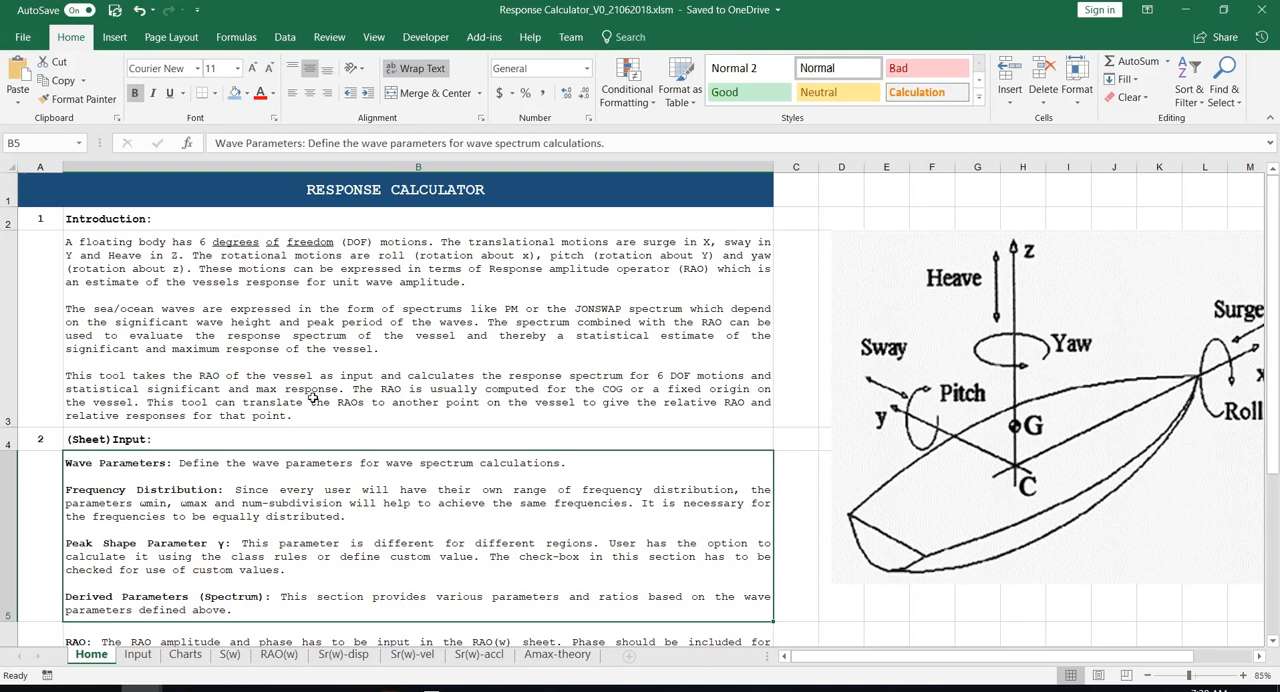 AutoSave On
Response Calculator_V0_21062018.xlsm - Saved to OneDrive
Sign in
File Home Insert Page Layout Formulas Data Review View Developer Add-ins Help Team Search Share
Paste
Cut
Copy
Format Painter
Clipboard
Courier New 11
B I U
Font
Wrap Text
Merge & Center
Alignment
General
$ % ,
Number
Conditional Formatting
Format as Table
Normal 2 Normal Bad
Good Neutral Calculation
Styles
Insert Delete Format
Cells
AutoSum
Fill
Clear
Sort & Filter
Find & Select
Editing
B5 fx Wave Parameters: Define the wave parameters for wave spectrum calculations.
A B C D E F G H I J K L M
1 RESPONSE CALCULATOR
2 1 Introduction:
A floating body has 6 degrees of freedom (DOF) motions. The translational motions are surge in X, sway in
Y and Heave in Z. The rotational motions are roll (rotation about x), pitch (rotation about Y) and yaw
(rotation about z). These motions can be expressed in terms of Response amplitude operator (RAO) which is
an estimate of the vessels response for unit wave amplitude.
The sea/ocean waves are expressed in the form of spectrums like PM or the JONSWAP spectrum which depend
on the significant wave height and peak period of the waves. The spectrum combined with the RAO can be
used to evaluate the response spectrum of the vessel and thereby a statistical estimate of the
significant and maximum response of the vessel.
This tool takes the RAO of the vessel as input and calculates the response spectrum for 6 DOF motions and
statistical significant and max response. The RAO is usually computed for the COG or a fixed origin on
the vessel. This tool can translate the RAOs to another point on the vessel to give the relative RAO and
relative responses for that point.
3
4 2 (Sheet)Input:
Wave Parameters: Define the wave parameters for wave spectrum calculations.
Frequency Distribution: Since every user will have their own range of frequency distribution, the
parameters ωmin, ωmax and num-subdivision will help to achieve the same frequencies. It is necessary for
the frequencies to be equally distributed.
Peak Shape Parameter γ: This parameter is different for different regions. User has the option to
calculate it using the class rules or define custom value. The check-box in this section has to be
checked for use of custom values.
Derived Parameters (Spectrum): This section provides various parameters and ratios based on the wave
parameters defined above.
5
RAO: The RAO amplitude and phase has to be input in the RAO(w) sheet. Phase should be included for
z
Heave
Surge
Sway
Yaw
x
Pitch
y
Roll
G
C
Home Input Charts S(w) RAO(w) Sr(w)-disp Sr(w)-vel Sr(w)-accl Amax-theory
Ready
85%